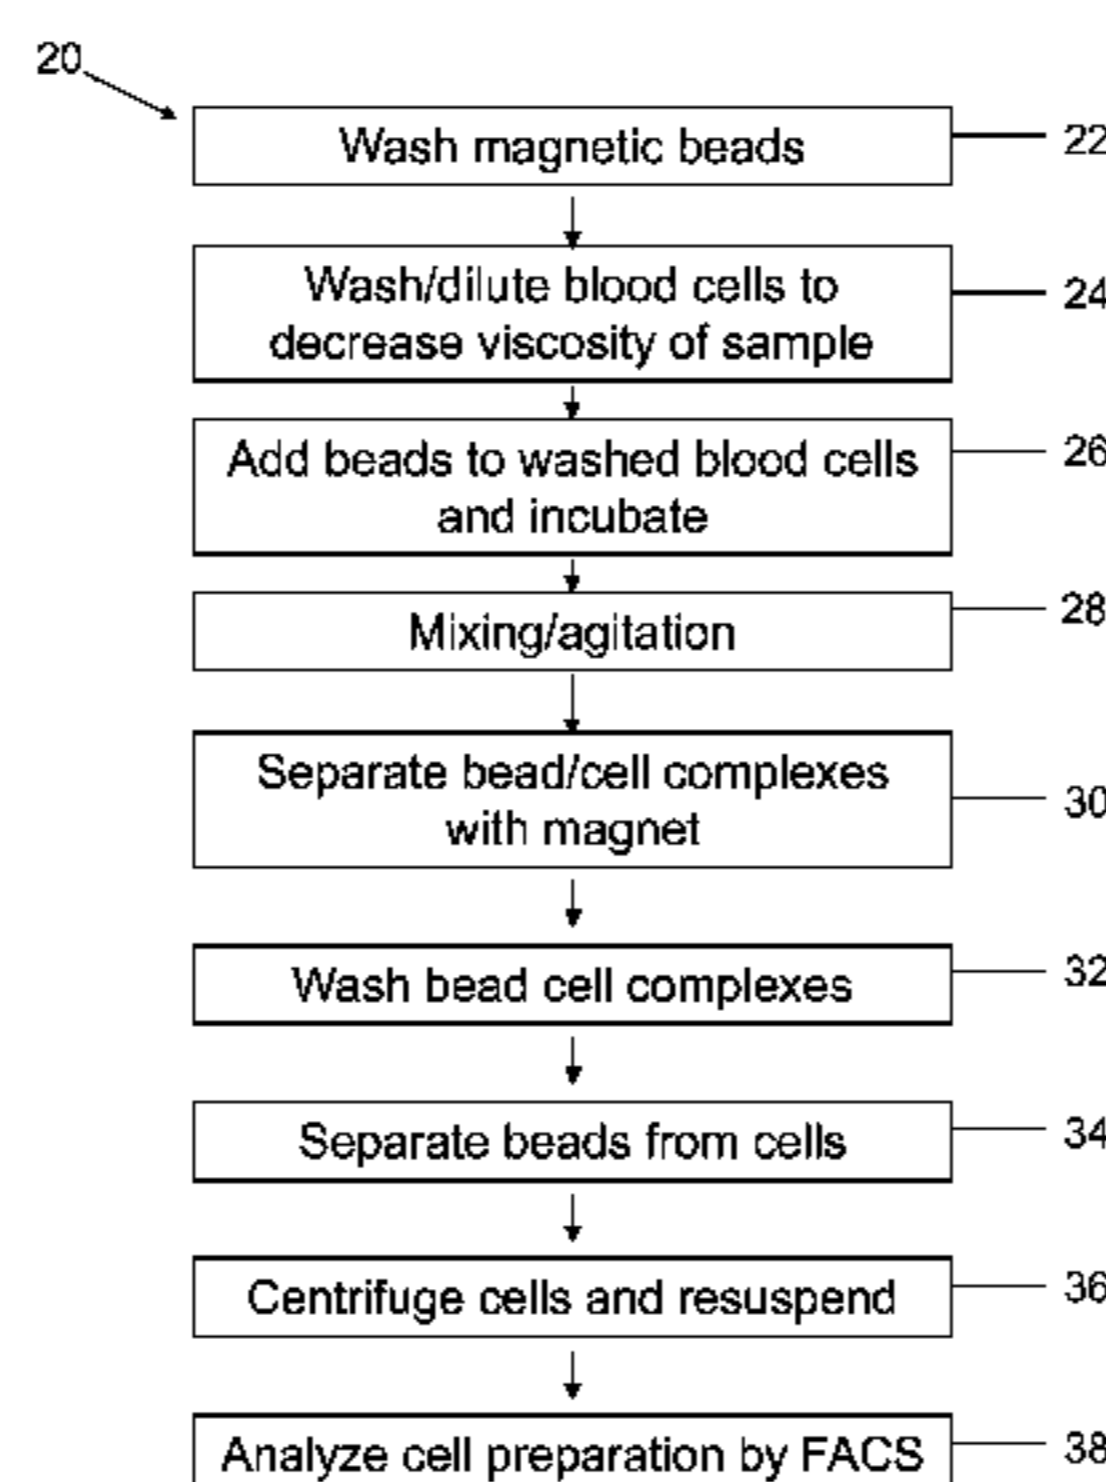 20
Wash magnetic beads
22
Wash/dilute blood cells to
decrease viscosity of sample
24
Add beads to washed blood cells
and incubate
26
Mixing/agitation
28
Separate bead/cell complexes
with magnet
30
Wash bead cell complexes
32
Separate beads from cells
34
Centrifuge cells and resuspend
36
Analyze cell preparation by FACS
38